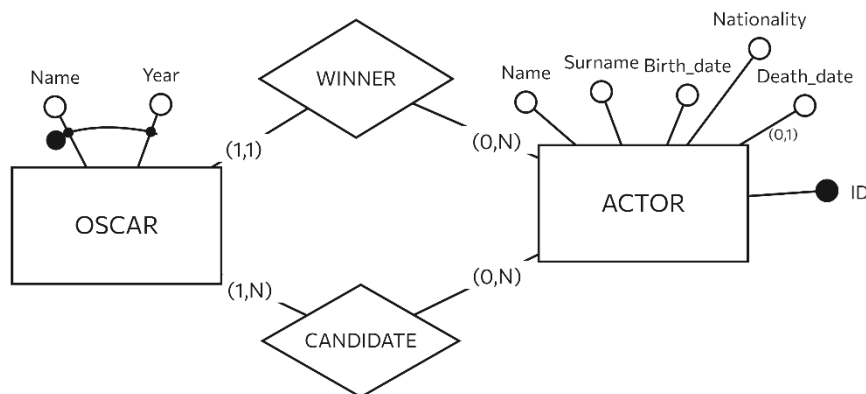 Nationality
Name
Year
Name
Surname
Birth_date
Death_date
WINNER
(0,1)
(1,1)
(0,N)
OSCAR
ACTOR
ID
(1,N)
(0,N)
CANDIDATE